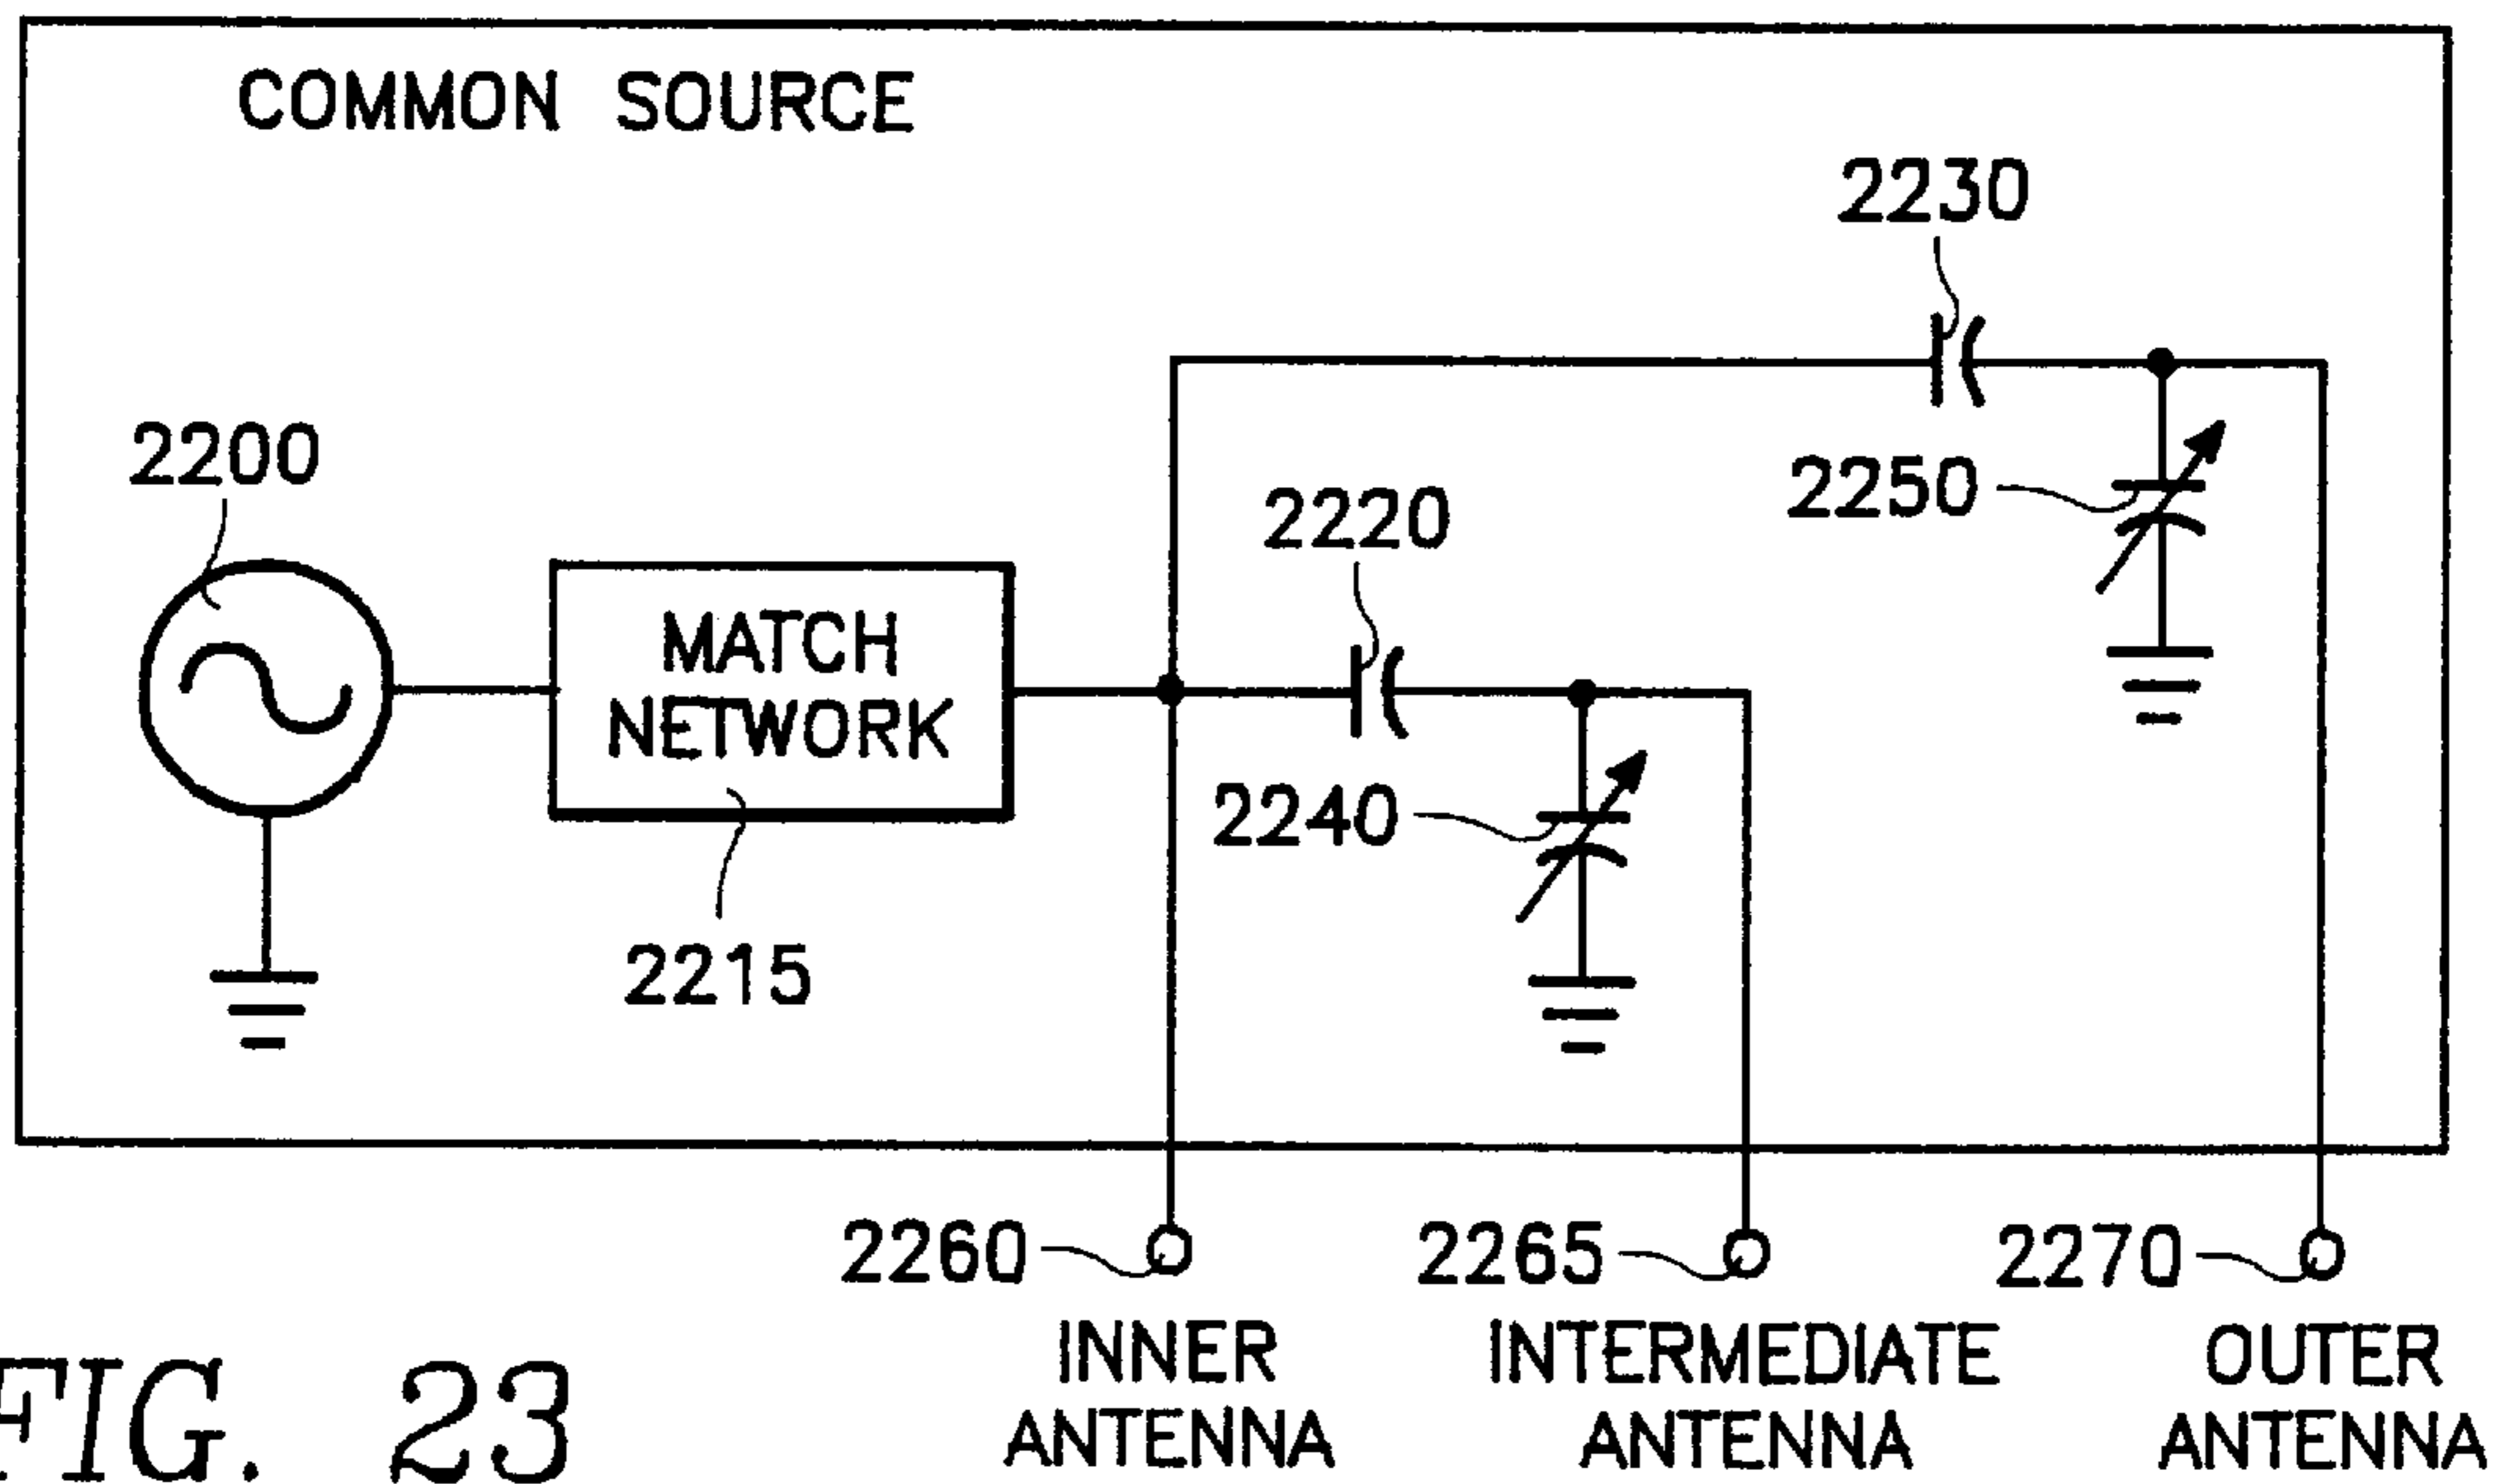 COMMON SOURCE
2230
2200
2250
2220
MATCH
NETWORK
2240
2215
2260
2265
2270
INNER
ANTENNA
INTERMEDIATE
ANTENNA
OUTER
ANTENNA
FIG. 23